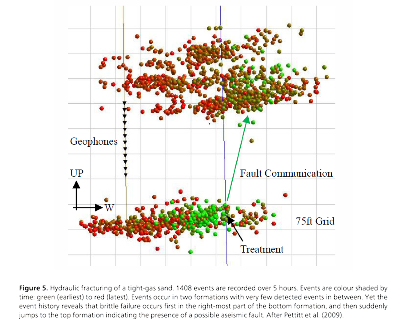 Geophones
UP
W
Fault Communication
75ft Grid
Treatment
Figure 5. Hydraulic fracturing of a tight-gas sand. 1408 events are recorded over 5 hours. Events are colour shaded by
time: green (earliest) to red (latest). Events occur in two formations with very few detected events in between. Yet the
event history reveals that brittle failure occurs first in the right-most part of the bottom formation, and then suddenly
jumps to the top formation indicating the presence of a possible aseismic fault. After Pettitt et al. (2009)